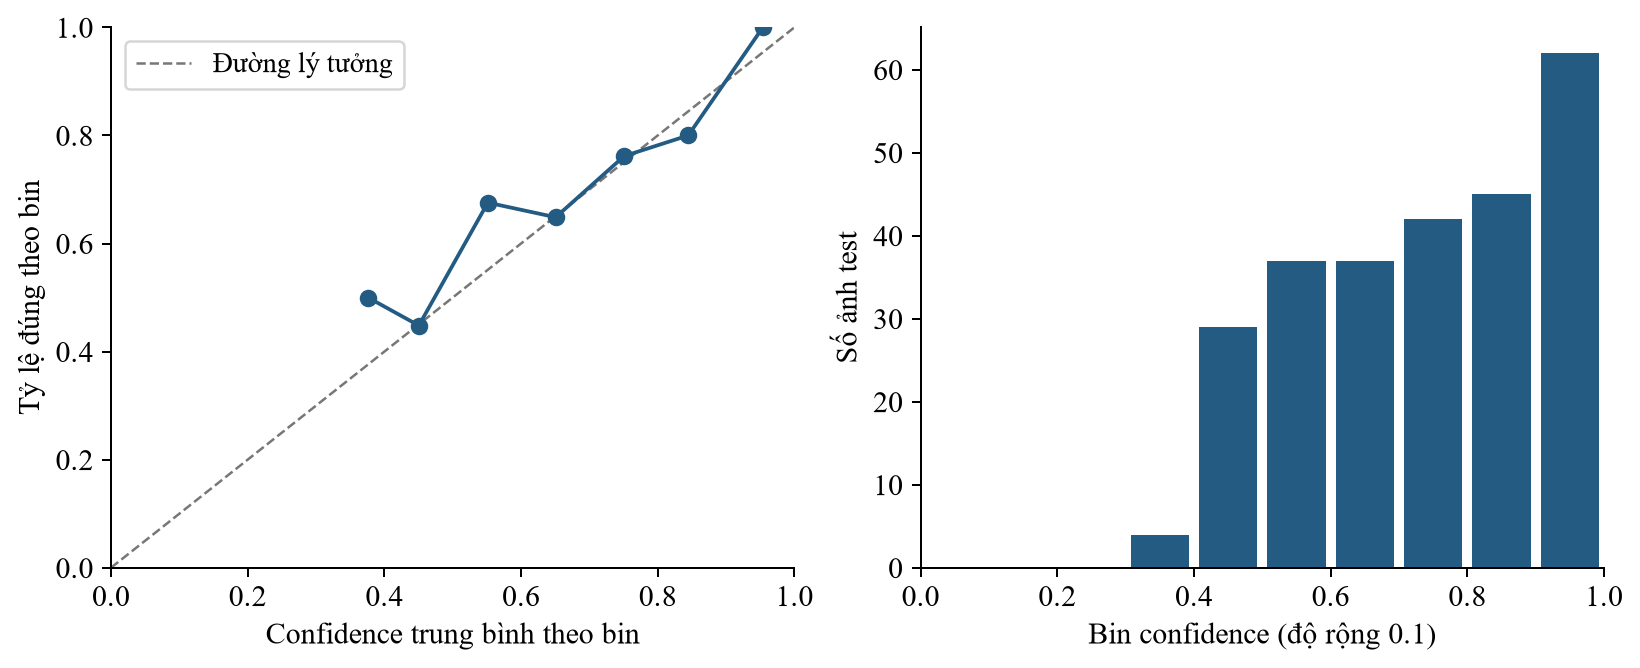 Đường lý tưởng
1.0
0.8
0.6
0.4
0.2
0.0
Tỷ lệ đúng theo bin
0.0 0.2 0.4 0.6 0.8 1.0
Confidence trung bình theo bin
60
50
40
30
20
10
0
Số ảnh test
0.0 0.2 0.4 0.6 0.8 1.0
Bin confidence (độ rộng 0.1)